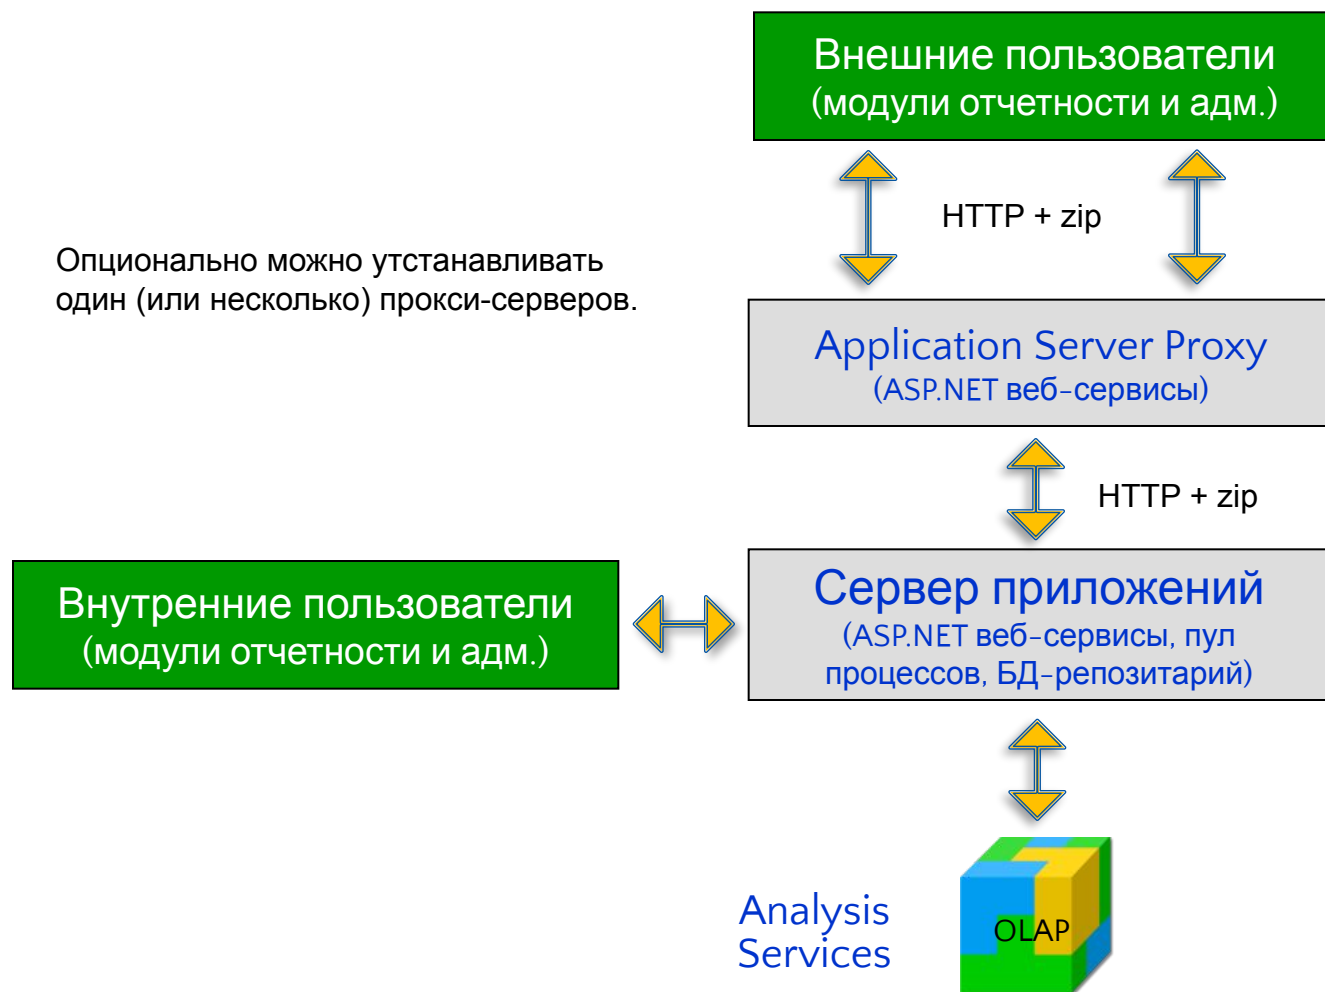 Внешние пользователи
(модули отчетности и адм.)
HTTP + zip
Опционально можно утстанавливать
один (или несколько) прокси-серверов.
Application Server Proxy
(ASP.NET веб-сервисы)
HTTP + zip
Внутренние пользователи
(модули отчетности и адм.)
Сервер приложений
(ASP.NET веб-сервисы, пул
процессов, БД-репозитарий)
Analysis
Services
OLAP